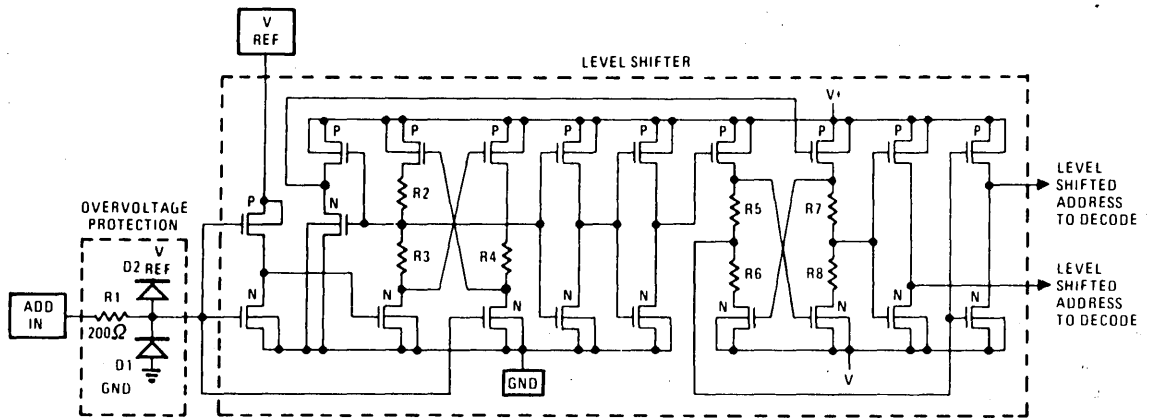 V
REF
LEVEL SHIFTER
V+
P
P
P
P
P
P
P
P
P
P
N
R2
R3
R4
R5
R6
R7
R8
LEVEL
SHIFTED
ADDRESS
TO DECODE
LEVEL
SHIFTED
ADDRESS
TO DECODE
OVERVOLTAGE
PROTECTION
V
D2
REF
R1
ADD
IN
200Ω
D1
GND
N
N
N
N
N
N
N
N
N
GND
V